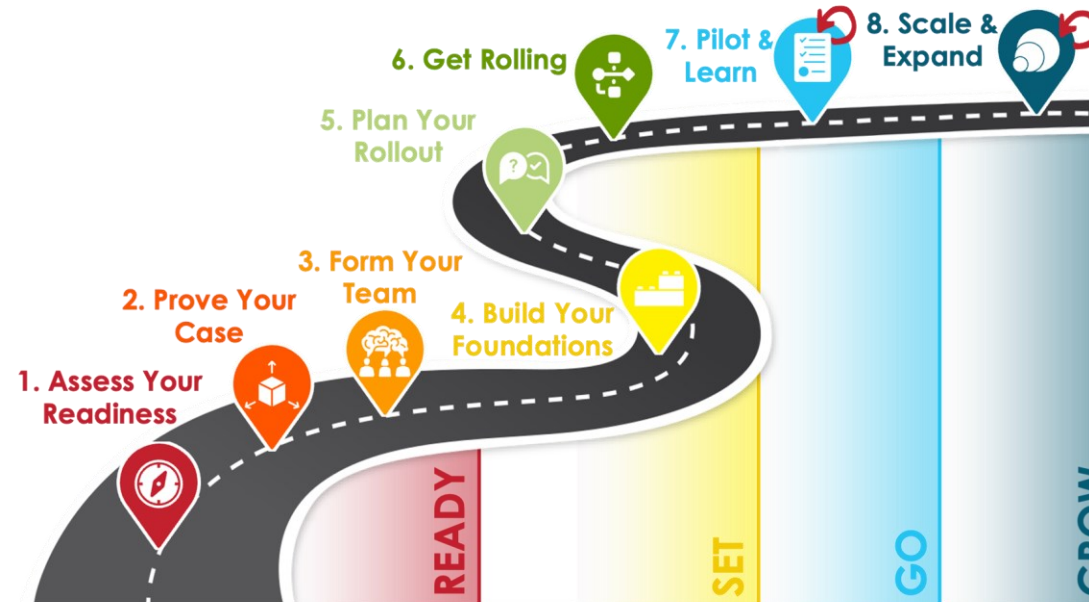 6. Get Rolling
7. Pilot &
Learn
8. Scale &
Expand
5. Plan Your
Rollout
3. Form Your
Team
2. Prove Your
Case
4. Build Your
Foundations
1. Assess Your
Readiness
?
READY
SET
GO
GROW